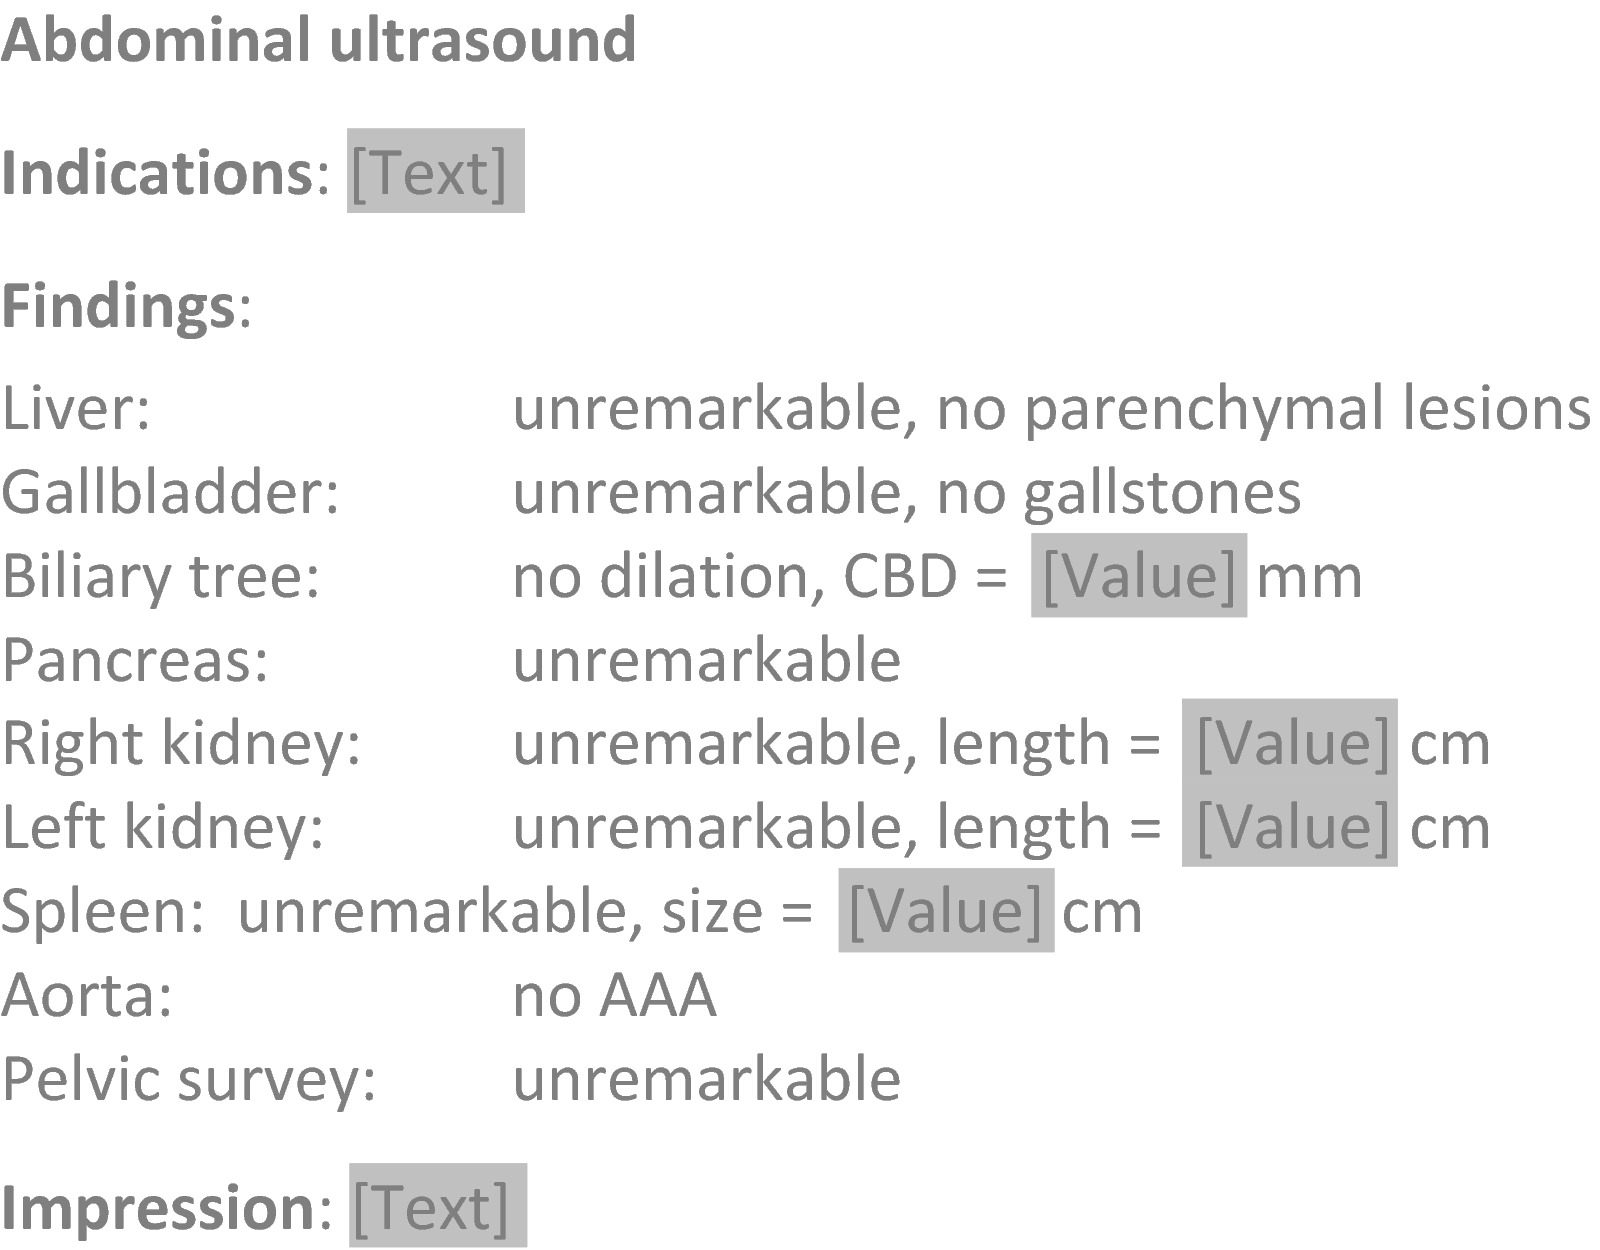 Abdominal ultrasound
Indications: [Text]
Findings:
Liver: unremarkable, no parenchymal lesions
Gallbladder: unremarkable, no gallstones
Biliary tree: no dilation, CBD = [Value] mm
Pancreas: unremarkable
Right kidney: unremarkable, length = [Value] cm
Left kidney: unremarkable, length = [Value] cm
Spleen: unremarkable, size = [Value] cm
Aorta: no AAA
Pelvic survey: unremarkable
Impression: [Text]